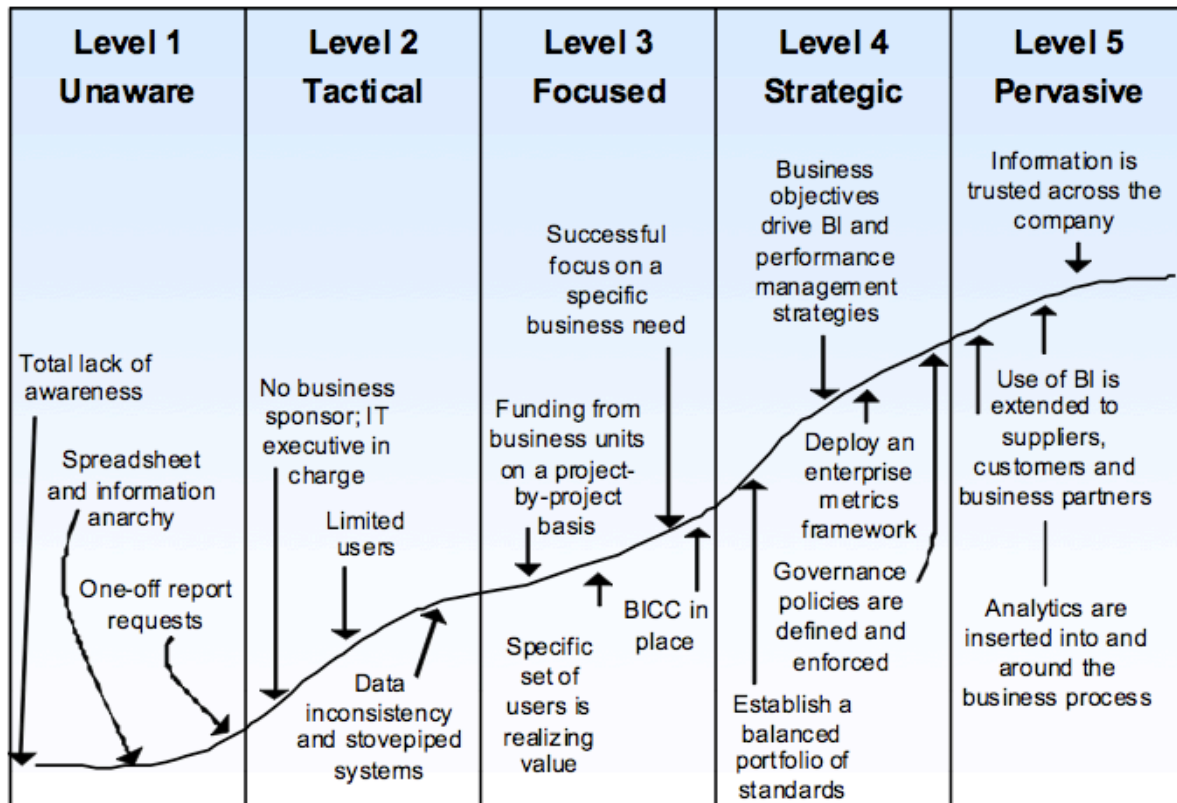 Level 1
Unaware
Level 2
Tactical
Level 3
Focused
Level 4
Strategic
Level 5
Pervasive
Total lack of
awareness
Spreadsheet
and information
anarchy
One-off report
requests
No business
sponsor; IT
executive in
charge
Limited
users
Data
inconsistency
and stovepiped
systems
Successful
focus on a
specific
business need
Funding from
business units
on a project-
by-project
basis
Specific
set of
users is
realizing
value
BICC in
place
Business
objectives
drive BI and
performance
management
strategies
Deploy an
enterprise
metrics
framework
Governance
policies are
defined and
enforced
Establish a
balanced
portfolio of
standards
Information is
trusted across the
company
Use of BI is
extended to
suppliers,
customers and
business partners
Analytics are
inserted into and
around the
business process